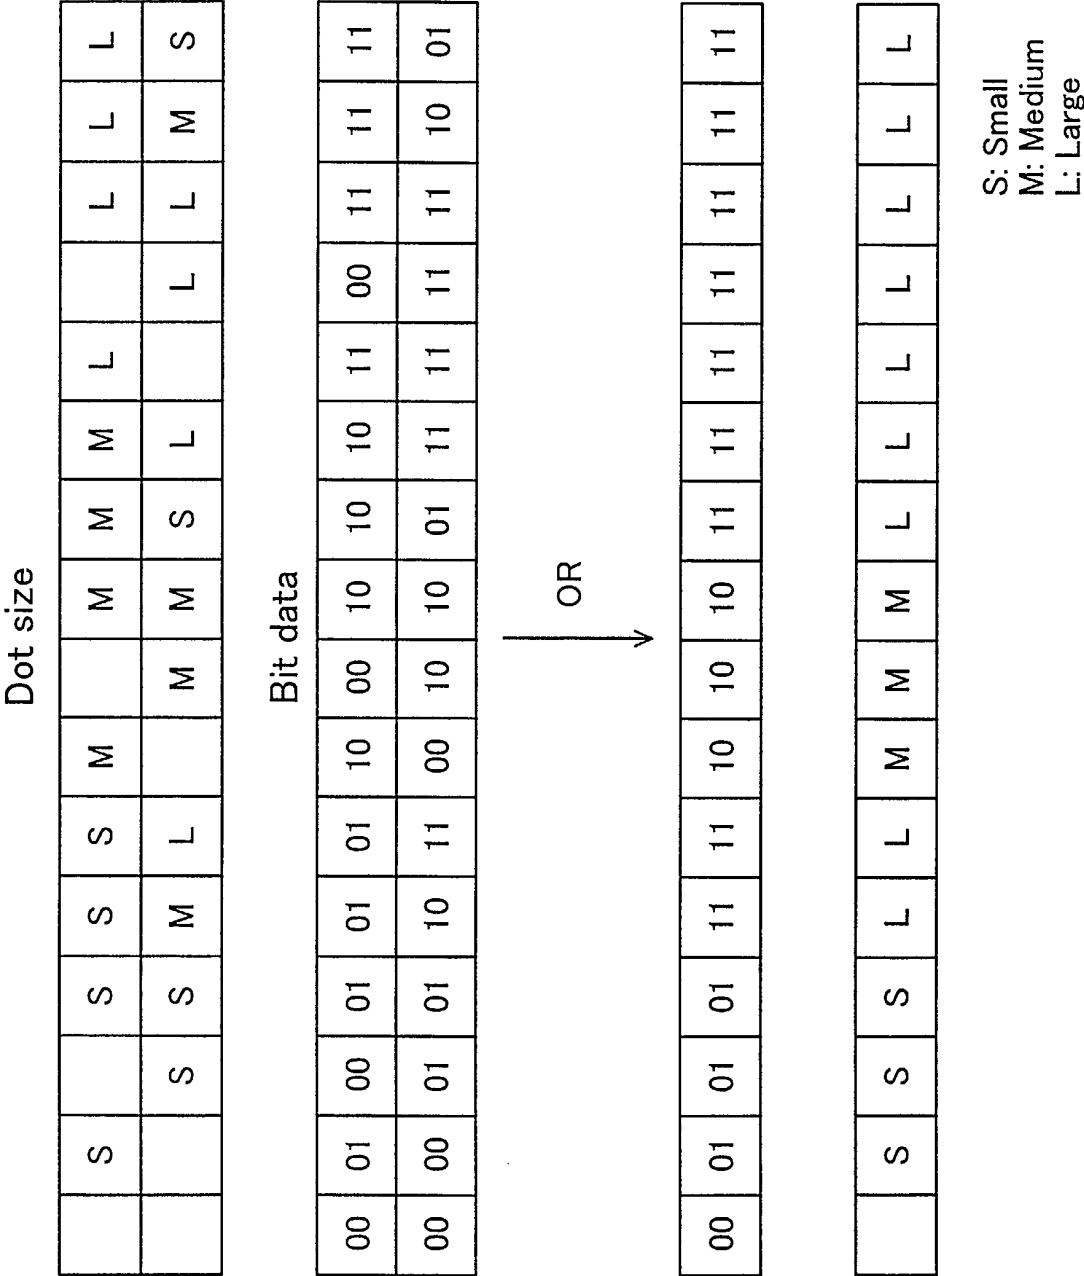 Dot size
S S S S M M M M L L L L
S S M L M M S L L L M S
Bit data
00 01 00 01 01 01 10 00 10 10 10 11 00 11 11 11
00 00 01 01 10 11 00 10 10 01 11 11 11 11 10 01
OR
00 01 01 01 11 11 10 10 10 11 11 11 11 11 11 11
S S S L L M M M L L L L L L L
S: Small
M: Medium
L: Large